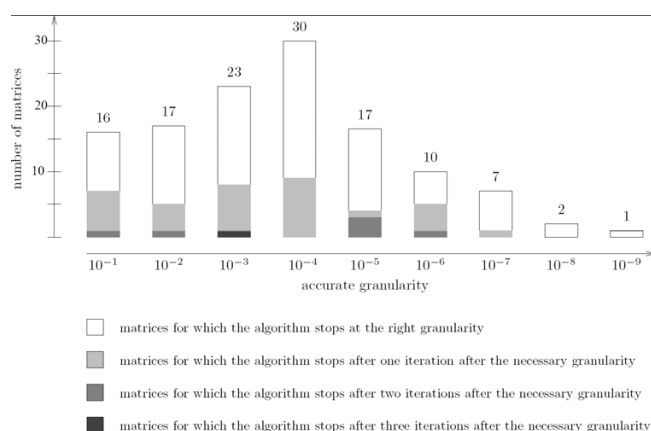 30
30
23
number of matrices
20
16
17
17
10
10
7
2
1
10⁻¹ 10⁻² 10⁻³ 10⁻⁴ 10⁻⁵ 10⁻⁶ 10⁻⁷ 10⁻⁸ 10⁻⁹
accurate granularity
matrices for which the algorithm stops at the right granularity
matrices for which the algorithm stops after one iteration after the necessary granularity
matrices for which the algorithm stops after two iterations after the necessary granularity
matrices for which the algorithm stops after three iterations after the necessary granularity